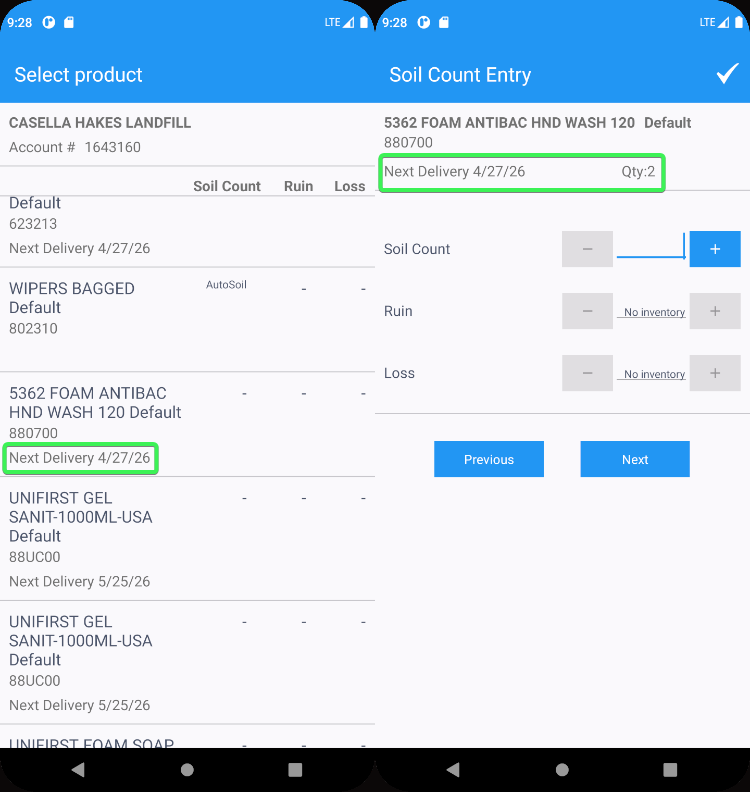 9:28
LTE
Select product
CASELLA HAKES LANDFILL
Account # 1643160
Soil Count Ruin Loss
Default
623213
Next Delivery 4/27/26
WIPERS BAGGED
Default
AutoSoil - -
802310
5362 FOAM ANTIBAC
HND WASH 120 Default
- - -
880700
Next Delivery 4/27/26
UNIFIRST GEL
SANIT-1000ML-USA
Default
- - -
88UC00
Next Delivery 5/25/26
UNIFIRST GEL
SANIT-1000ML-USA
Default
- - -
88UC00
Next Delivery 5/25/26
UNIFIRST FOAM SOAP
- - -
9:28
LTE
Soil Count Entry
5362 FOAM ANTIBAC HND WASH 120 Default
880700
Next Delivery 4/27/26 Qty:2
Soil Count - +
Ruin - No inventory +
Loss - No inventory +
Previous Next